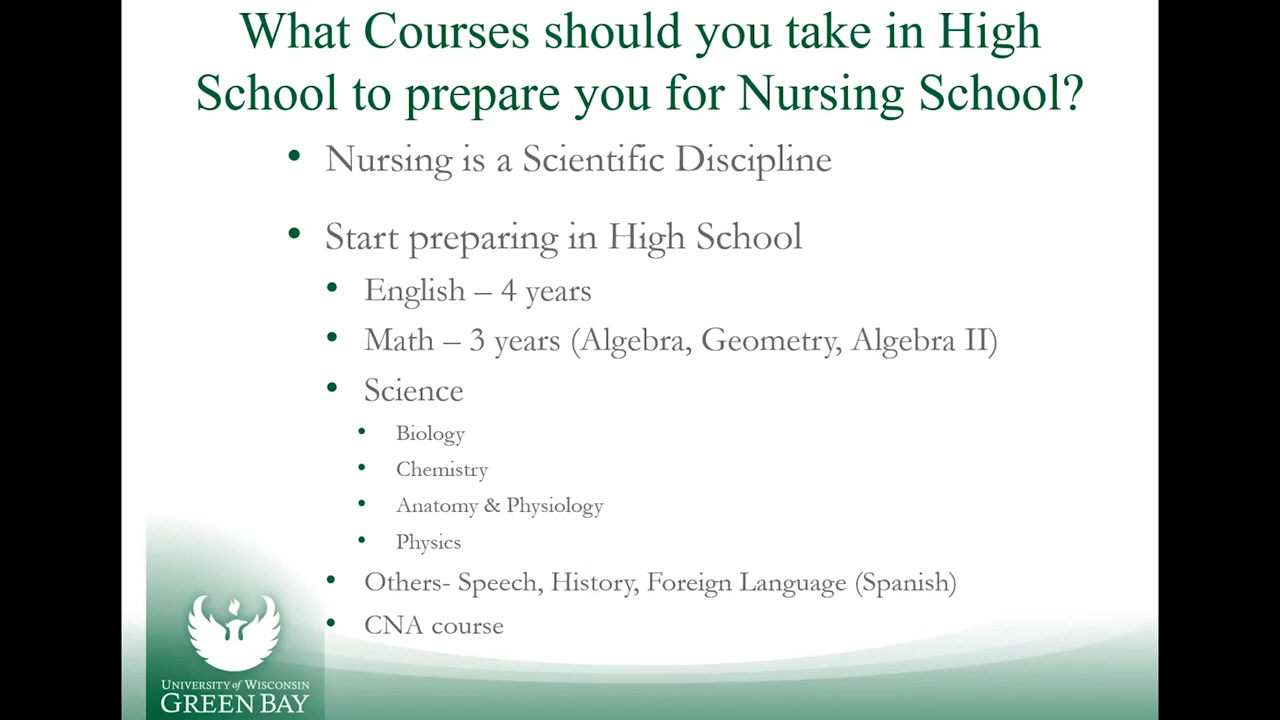 What Courses should you take in High
School to prepare you for Nursing School?
• Nursing is a Scientific Discipline
• Start preparing in High School
• English – 4 years
• Math – 3 years (Algebra, Geometry, Algebra II)
• Science
• Biology
• Chemistry
• Anatomy & Physiology
• Physics
• Others- Speech, History, Foreign Language (Spanish)
• CNA course
UNIVERSITY of WISCONSIN
GREEN BAY